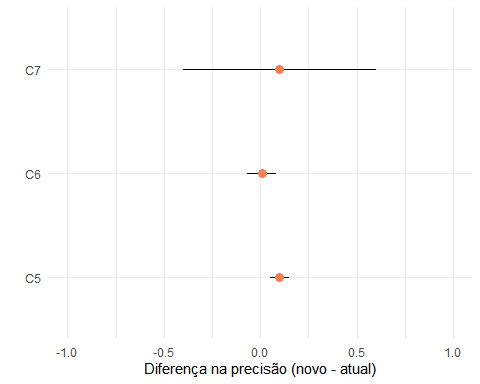 C7
C6
C5
-1.0 -0.5 0.0 0.5 1.0
Diferença na precisão (novo - atual)